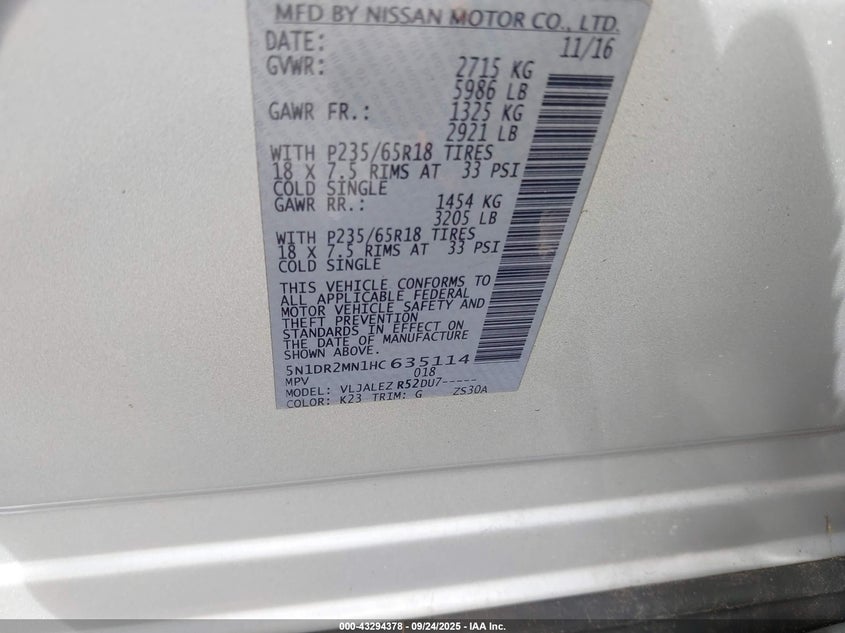 MFD BY NISSAN MOTOR CO., LTD.
DATE: 11/16
GVWR: 2715 KG
5986 LB
GAWR FR.: 1325 KG
2921 LB
WITH P235/65R18 TIRES
18 X 7.5 RIMS AT 33 PSI
COLD SINGLE
GAWR RR.: 1454 KG
3205 LB
WITH P235/65R18 TIRES
18 X 7.5 RIMS AT 33 PSI
COLD SINGLE
THIS VEHICLE CONFORMS TO
ALL APPLICABLE FEDERAL
MOTOR VEHICLE SAFETY AND
THEFT PREVENTION
STANDARDS IN EFFECT ON
THE DATE OF MANUFACTURE
SHOWN ABOVE.
5N1DR2MN1HC635114
MPV 018
MODEL: VLJALEZ R52DU7-----
COLOR: K23 TRIM: G ZS30A
000-43294378 - 09/24/2025 - IAA Inc.